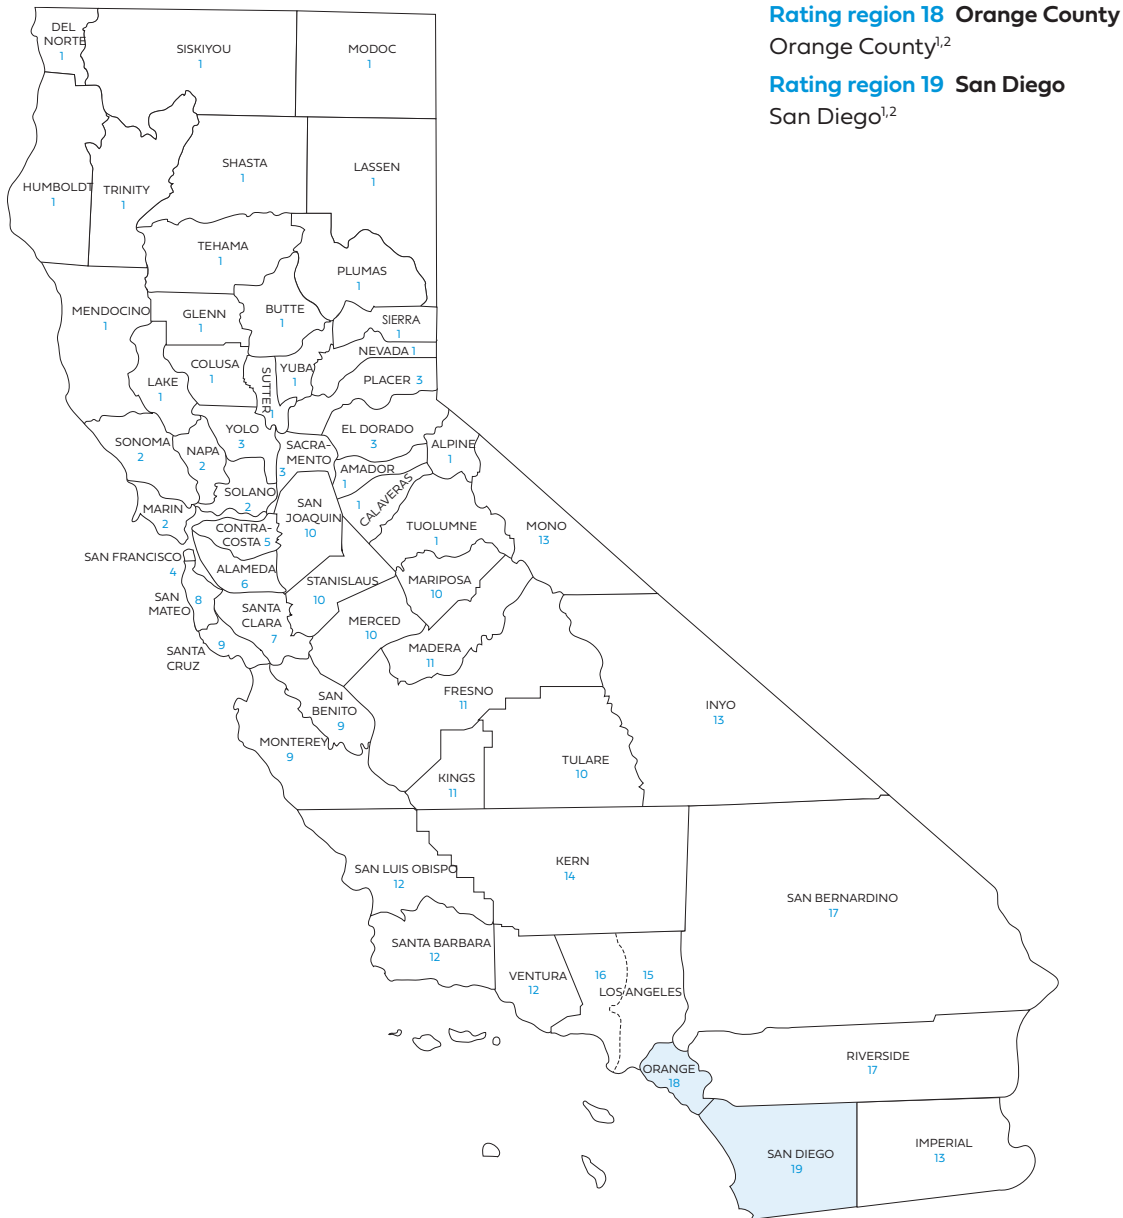 Rating region 18 Orange County
Orange County1,2
Rating region 19 San Diego
San Diego1,2
DEL
NORTE
1
SISKIYOU
1
MODOC
1
SHASTA
1
LASSEN
1
HUMBOLDT
1
TRINITY
1
TEHAMA
1
PLUMAS
1
MENDOCINO
1
GLENN
1
BUTTE
1
SIERRA
1
NEVADA 1
COLUSA
1
SUTTER
1
YUBA
1
PLACER 3
LAKE
1
SONOMA
2
NAPA
2
YOLO
3
SACRA-
MENTO
3
EL DORADO
3
ALPINE
1
AMADOR
1
CALAVERAS
1
SOLANO
2
MARIN
2
SAN
JOAQUIN
10
CONTRA-
COSTA 5
TUOLUMNE
1
MONO
13
SAN FRANCISCO
4
ALAMEDA
6
STANISLAUS
10
MARIPOSA
10
SAN
MATEO
8
SANTA
CLARA
7
MERCED
10
SANTA
CRUZ
9
MADERA
11
FRESNO
11
SAN
BENITO
9
INYO
13
MONTEREY
9
KINGS
11
TULARE
10
SAN LUIS OBISPO
12
KERN
14
SAN BERNARDINO
17
SANTA BARBARA
12
VENTURA
12
16
15
LOS ANGELES
RIVERSIDE
17
ORANGE
18
SAN DIEGO
19
IMPERIAL
13